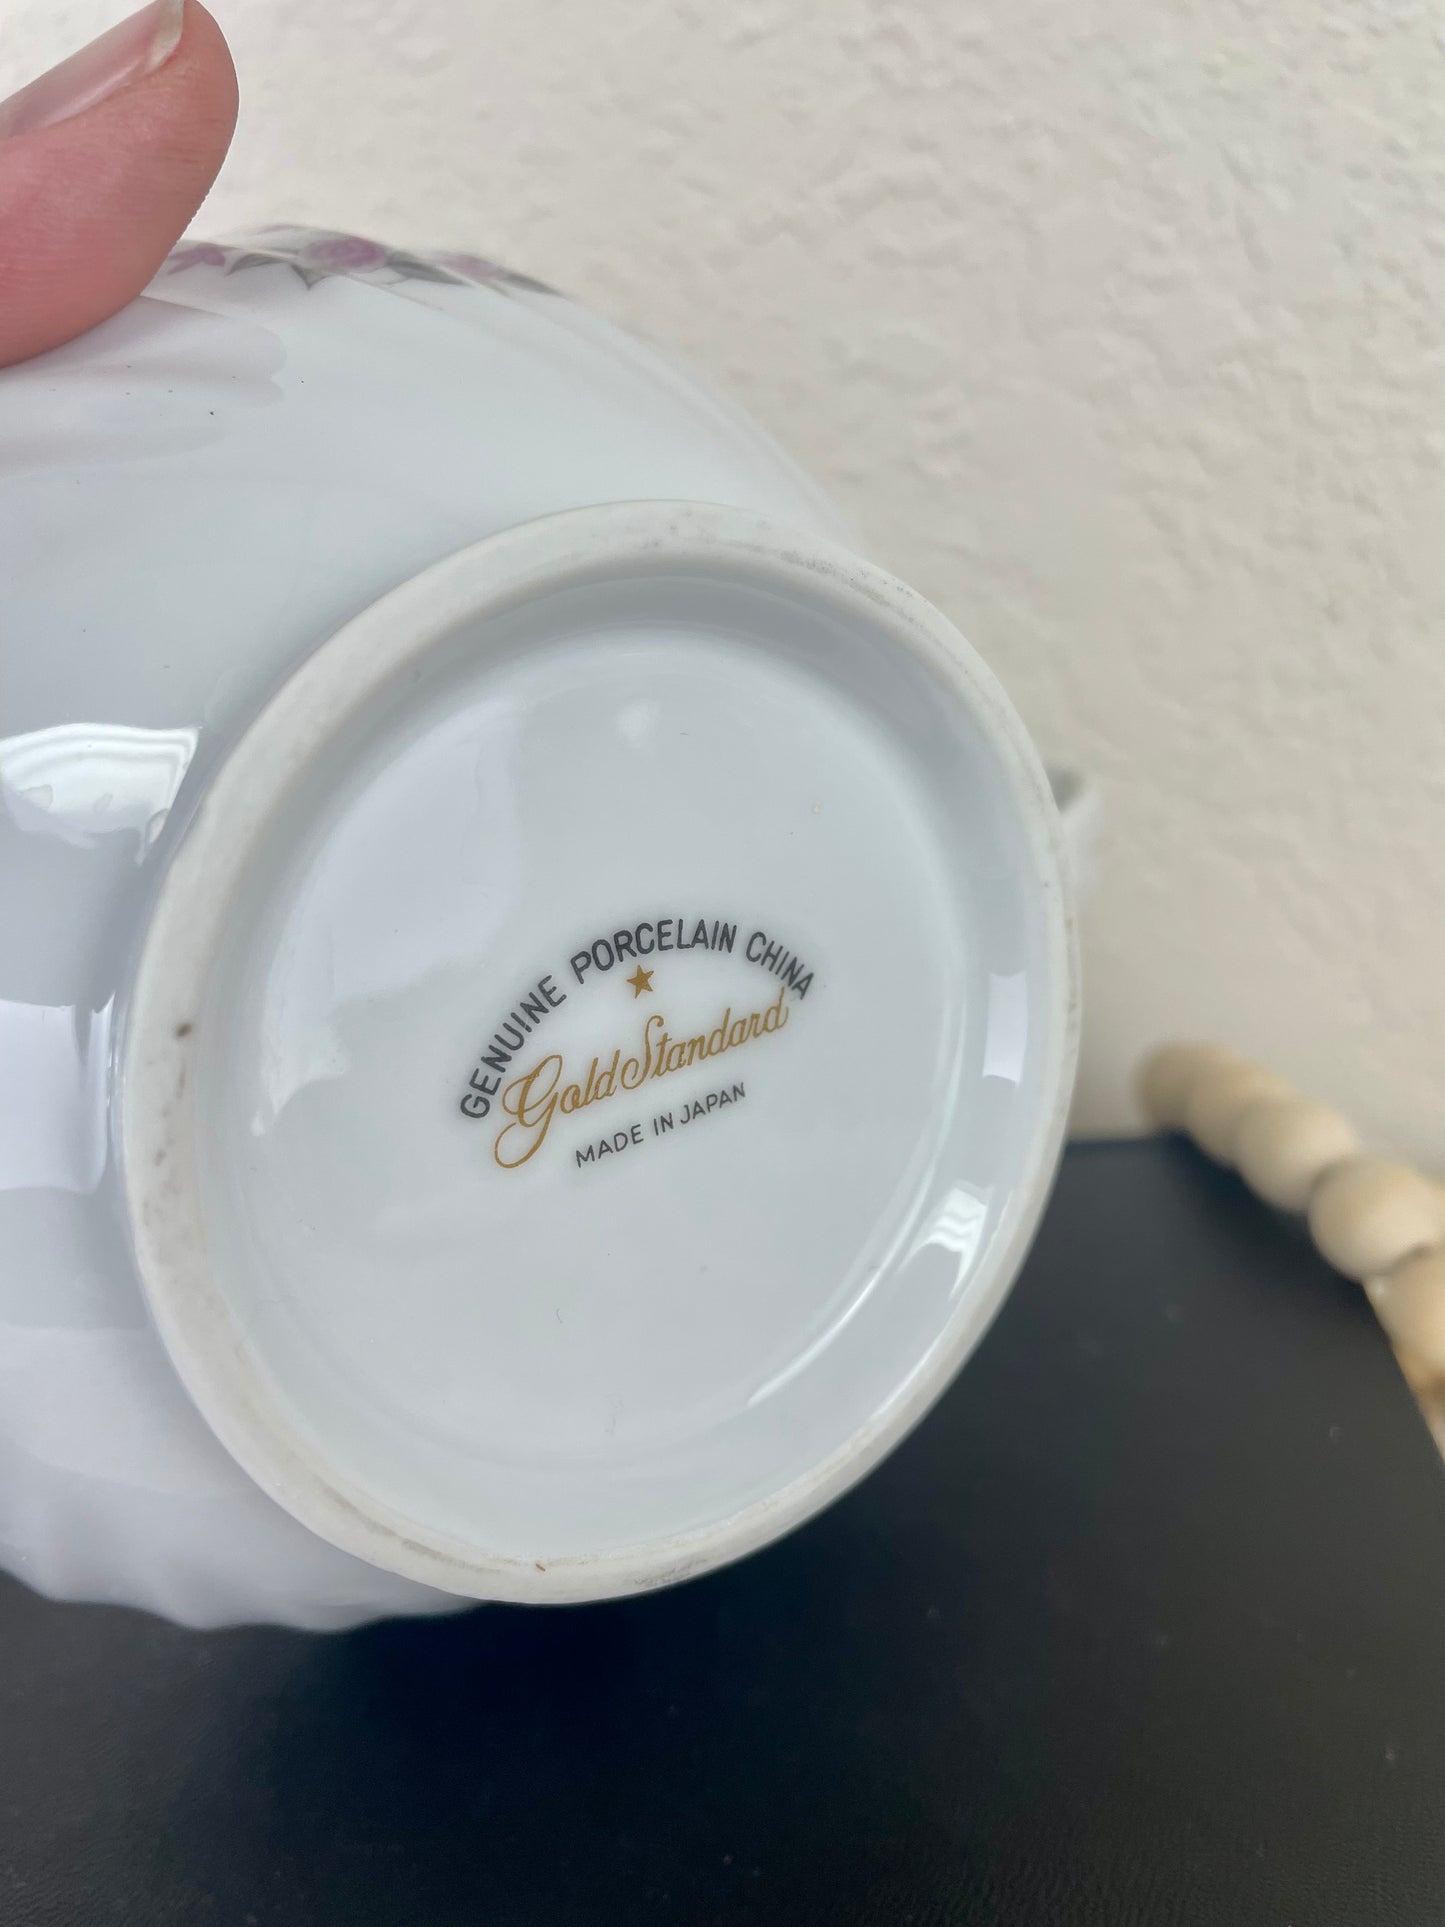 GENUINE PORCELAIN CHINA
Gold Standard
MADE IN JAPAN